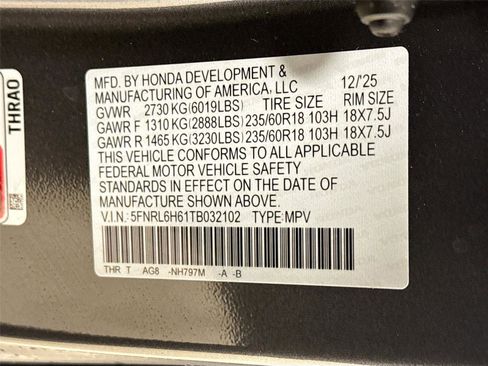 THRAO
MFD. BY HONDA DEVELOPMENT &
MANUFACTURING OF AMERICA, LLC 12/'25
GVWR 2730 KG(6019LBS) TIRE SIZE RIM SIZE
GAWR F 1310 KG(2888LBS) 235/60R18 103H 18X7.5J
GAWR R 1465 KG(3230LBS) 235/60R18 103H 18X7.5J
THIS VEHICLE CONFORMS TO ALL APPLICABLE
FEDERAL MOTOR VEHICLE SAFETY
STANDARDS IN EFFECT ON THE DATE OF
MANUFACTURE SHOWN ABOVE.
V.I.N: 5FNRL6H61TB032102 TYPE: MPV
THR T AG8 -NH797M -A -B